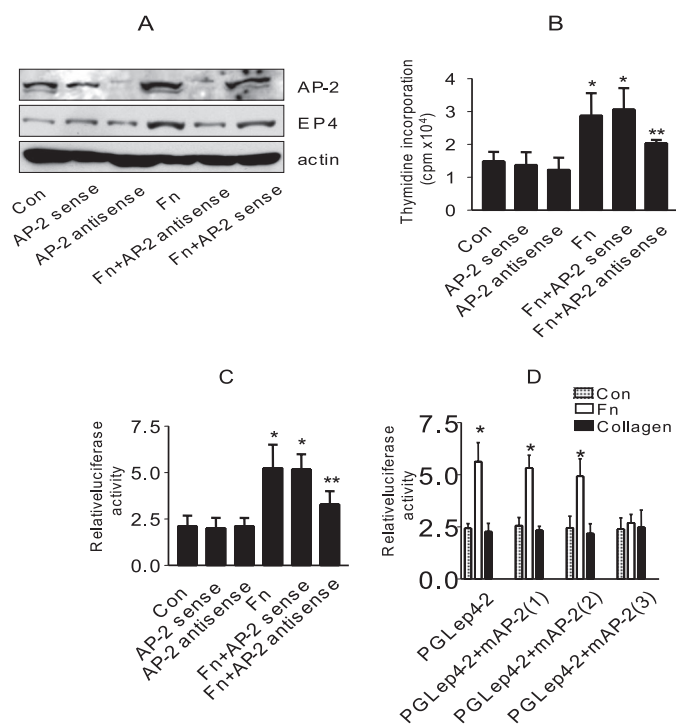 A
AP-2
EP4
actin
Con
AP-2 sense
AP-2 antisense
Fn
Fn+AP-2 antisense
Fn+AP-2 sense
B
Thymidine incorporation
(cpm x10⁴)
4
3
2
1
0
*
*
**
Con
AP-2 sense
AP-2 antisense
Fn
Fn+AP-2 sense
Fn+AP-2 antisense
C
Relativeluciferase
activity
7.5
5.0
2.5
0.0
*
*
**
Con
AP-2 sense
AP-2 antisense
Fn
Fn+AP-2 sense
Fn+AP-2 antisense
D
Con
Fn
Collagen
Relativeluciferase
activity
7.5
5.0
2.5
0.0
*
*
*
PGLep4-2
PGLep4-2+mAP-2(1)
PGLep4-2+mAP-2(2)
PGLep4-2+mAP-2(3)